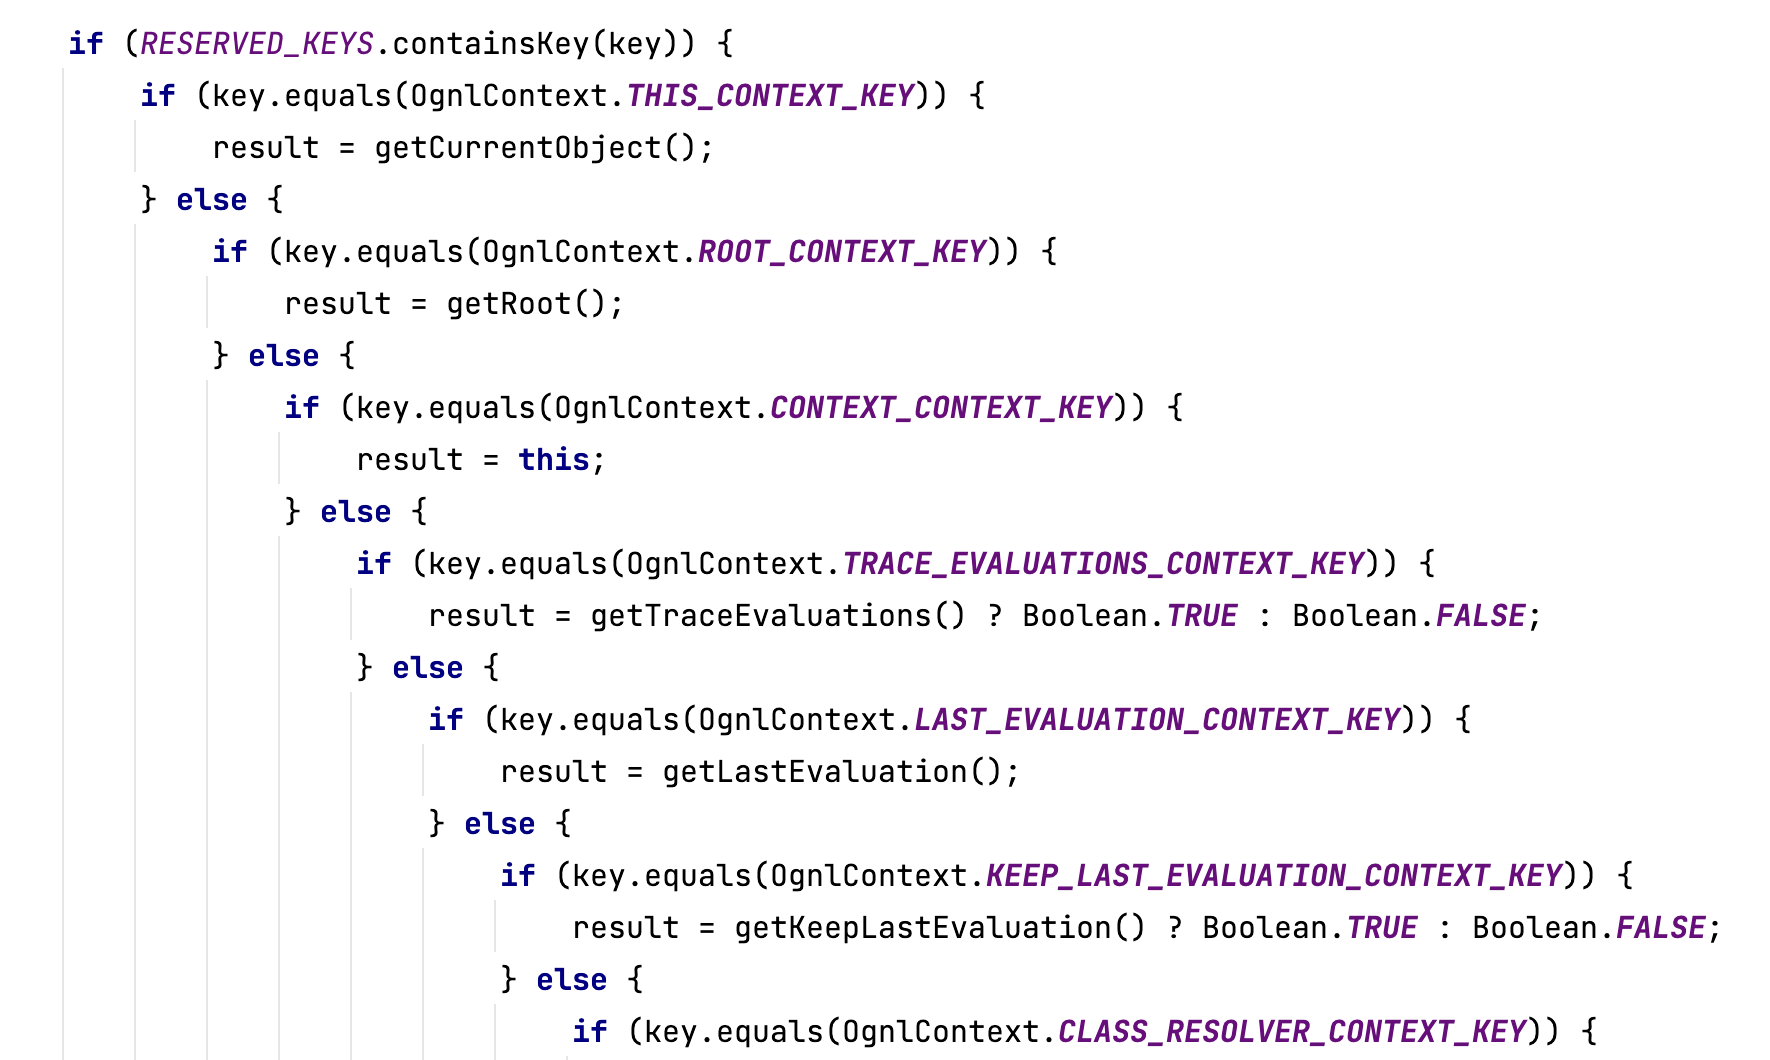 if (RESERVED_KEYS.containsKey(key)) {
    if (key.equals(OgnlContext.THIS_CONTEXT_KEY)) {
        result = getCurrentObject();
    } else {
        if (key.equals(OgnlContext.ROOT_CONTEXT_KEY)) {
            result = getRoot();
        } else {
            if (key.equals(OgnlContext.CONTEXT_CONTEXT_KEY)) {
                result = this;
            } else {
                if (key.equals(OgnlContext.TRACE_EVALUATIONS_CONTEXT_KEY)) {
                    result = getTraceEvaluations() ? Boolean.TRUE : Boolean.FALSE;
                } else {
                    if (key.equals(OgnlContext.LAST_EVALUATION_CONTEXT_KEY)) {
                        result = getLastEvaluation();
                    } else {
                        if (key.equals(OgnlContext.KEEP_LAST_EVALUATION_CONTEXT_KEY)) {
                            result = getKeepLastEvaluation() ? Boolean.TRUE : Boolean.FALSE;
                        } else {
                            if (key.equals(OgnlContext.CLASS_RESOLVER_CONTEXT_KEY)) {